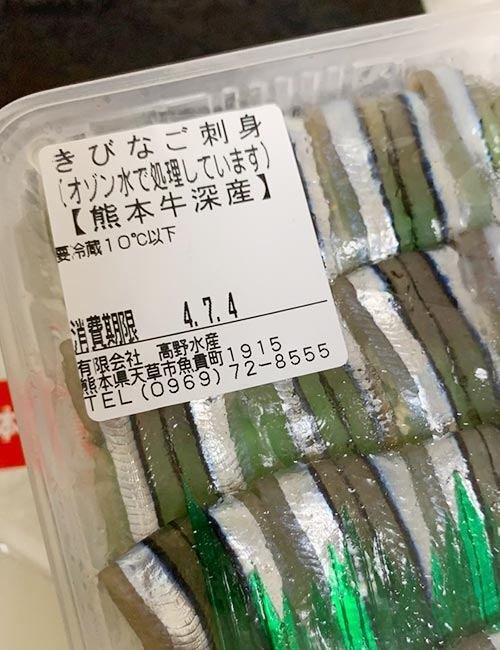 きびなご刺身
(オゾン水で処理しています)
【熊本牛深産】
要冷蔵10℃以下
消費期限 4.7.4
有限会社 髙野水産
熊本県天草市魚貫町1915
TEL(0969)72-8555
本